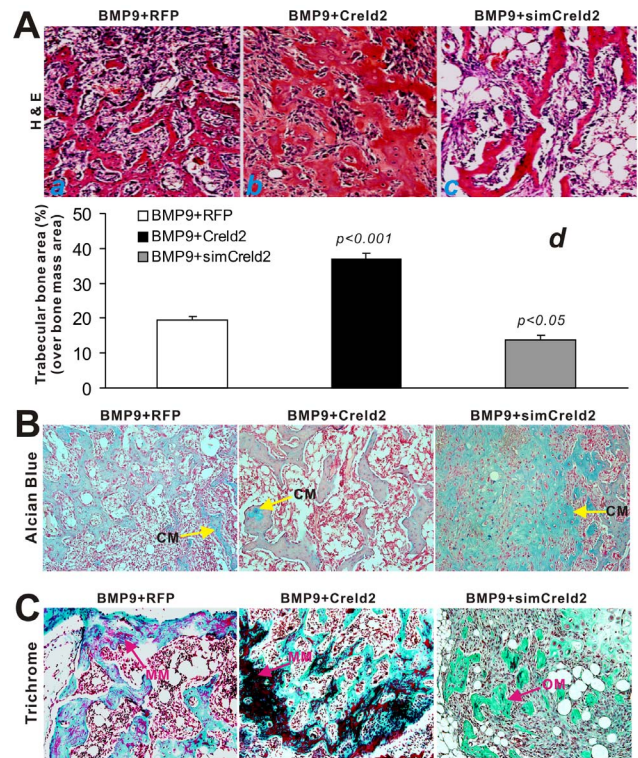 A
BMP9+RFP BMP9+Creld2 BMP9+simCreld2
H & E
a b c
Trabecular bone area (%)
(over bone mass area)
50
40
30
20
10
0
BMP9+RFP
BMP9+Creld2
BMP9+simCreld2
p<0.001
d
p<0.05
B
BMP9+RFP BMP9+Creld2 BMP9+simCreld2
Alcian Blue
CM CM CM
C
BMP9+RFP BMP9+Creld2 BMP9+simCreld2
Trichrome
MM MM OM